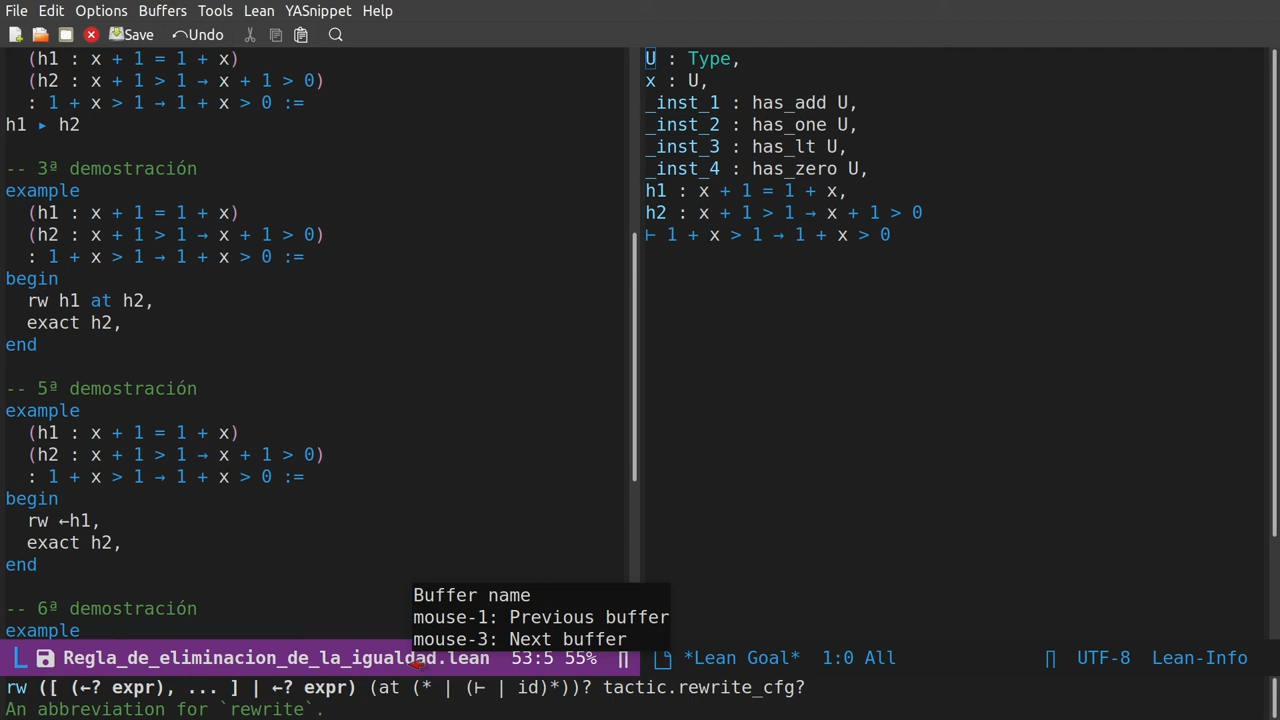 File Edit Options Buffers Tools Lean YASnippet Help
Save Undo
(h1 : x + 1 = 1 + x)
(h2 : x + 1 > 1 → x + 1 > 0)
: 1 + x > 1 → 1 + x > 0 :=
h1 ▸ h2
-- 3ª demostración
example
(h1 : x + 1 = 1 + x)
(h2 : x + 1 > 1 → x + 1 > 0)
: 1 + x > 1 → 1 + x > 0 :=
begin
rw h1 at h2,
exact h2,
end
-- 5ª demostración
example
(h1 : x + 1 = 1 + x)
(h2 : x + 1 > 1 → x + 1 > 0)
: 1 + x > 1 → 1 + x > 0 :=
begin
rw ←h1,
exact h2,
end
-- 6ª demostración
example
U : Type,
x : U,
_inst_1 : has_add U,
_inst_2 : has_one U,
_inst_3 : has_lt U,
_inst_4 : has_zero U,
h1 : x + 1 = 1 + x,
h2 : x + 1 > 1 → x + 1 > 0
⊢ 1 + x > 1 → 1 + x > 0
Buffer name
mouse-1: Previous buffer
mouse-3: Next buffer
Regla_de_eliminacion_de_la_igualdad.lean 53:5 55%
*Lean Goal* 1:0 All UTF-8 Lean-Info
rw ([ (←? expr), ... ] | ←? expr) (at (* | (⊢ | id)*))? tactic.rewrite_cfg?
An abbreviation for `rewrite`.